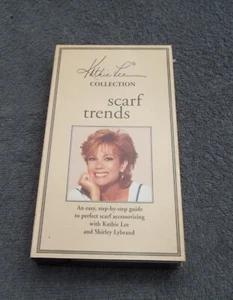 Kathie Lee
COLLECTION
scarf
trends
An easy, step-by-step guide
to perfect scarf accessorizing
with Kathie Lee
and Shirley Lybrand